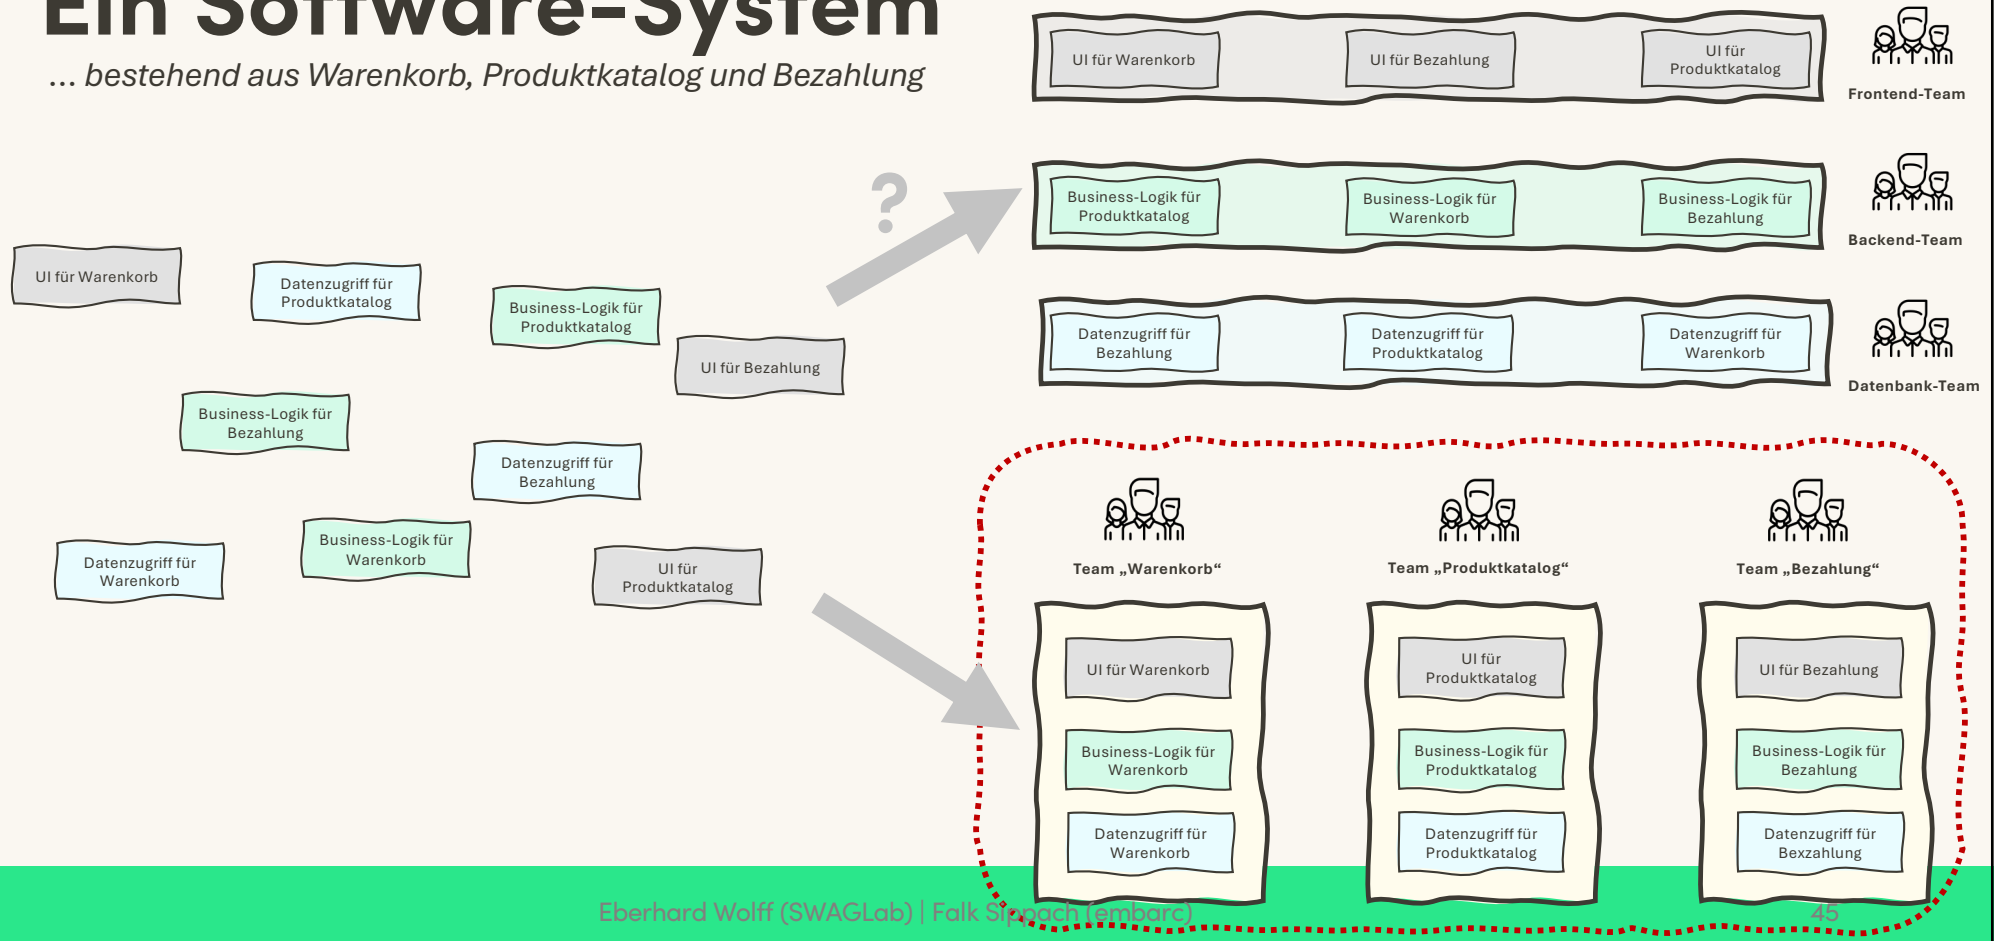 Ein Software-System
... bestehend aus Warenkorb, Produktkatalog und Bezahlung
UI für Warenkorb
Datenzugriff für
Produktkatalog
Business-Logik für
Produktkatalog
UI für Bezahlung
Business-Logik für
Bezahlung
Datenzugriff für
Bezahlung
Datenzugriff für
Warenkorb
Business-Logik für
Warenkorb
UI für
Produktkatalog
?
UI für Warenkorb
UI für Bezahlung
UI für
Produktkatalog
Frontend-Team
Business-Logik für
Produktkatalog
Business-Logik für
Warenkorb
Business-Logik für
Bezahlung
Backend-Team
Datenzugriff für
Bezahlung
Datenzugriff für
Produktkatalog
Datenzugriff für
Warenkorb
Datenbank-Team
Team „Warenkorb“
UI für Warenkorb
Business-Logik für
Warenkorb
Datenzugriff für
Warenkorb
Team „Produktkatalog“
UI für
Produktkatalog
Business-Logik für
Produktkatalog
Datenzugriff für
Produktkatalog
Team „Bezahlung“
UI für Bezahlung
Business-Logik für
Bezahlung
Datenzugriff für
Bexzahlung
Eberhard Wolff (SWAGLab) | Falk Sippach (embarc)
45